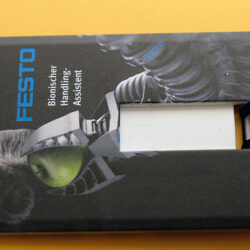 FESTO
Bionischer
Handling-
Assistent